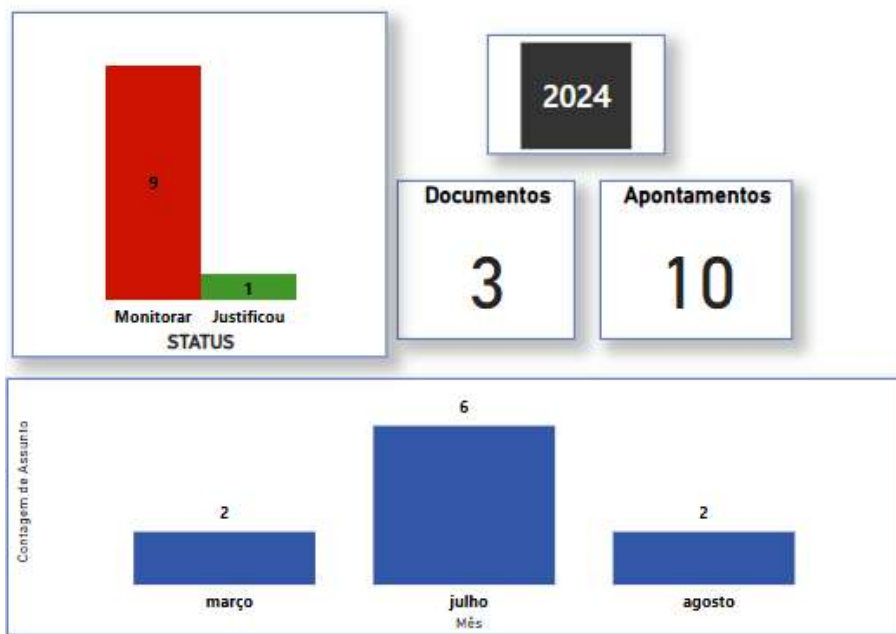 9
1
Monitorar Justificou
STATUS
2024
Documentos
3
Apontamentos
10
Contagem de Assunto
2
6
2
março
julho
agosto
Mês